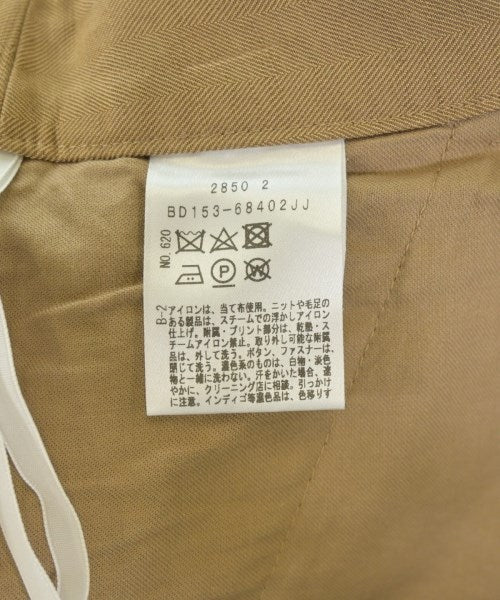 2850 2
BD153-68402JJ
NO.620
P W
B-2
アイロンは、当て布使用。ニットや毛足の
ある製品は、スチームでの浮かしアイロン
仕上げ。附属・プリント部分は、乾熱・ス
チームアイロン禁止。取り外し可能な附属
品は、外して洗う。ボタン、ファスナーは、
閉じて洗う。濃色系のものは、白物・淡色
物と一緒に洗わない。汗をかいた場合、速
やかに、クリーニング店に相談。引っかけ
に注意。インディゴ等濃色品は、色移りす